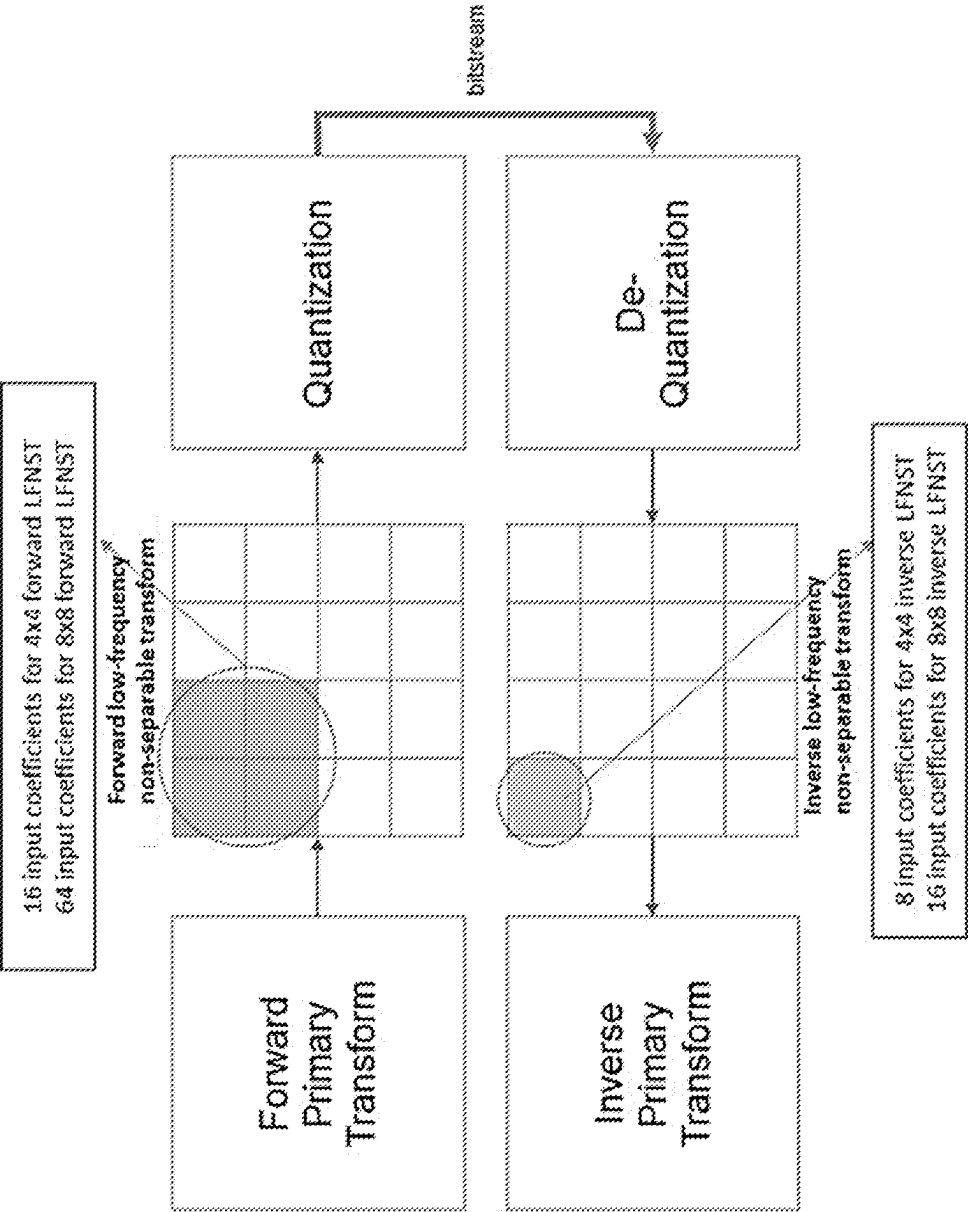 16 input coefficients for 4x4 forward LFNST
64 input coefficients for 8x8 forward LFNST
Forward low-frequency
non-separable transform
Forward
Primary
Transform
Quantization
bitstream
Inverse
Primary
Transform
De-
Quantization
Inverse low-frequency
non-separable transform
8 input coefficients for 4x4 inverse LFNST
16 input coefficients for 8x8 inverse LFNST